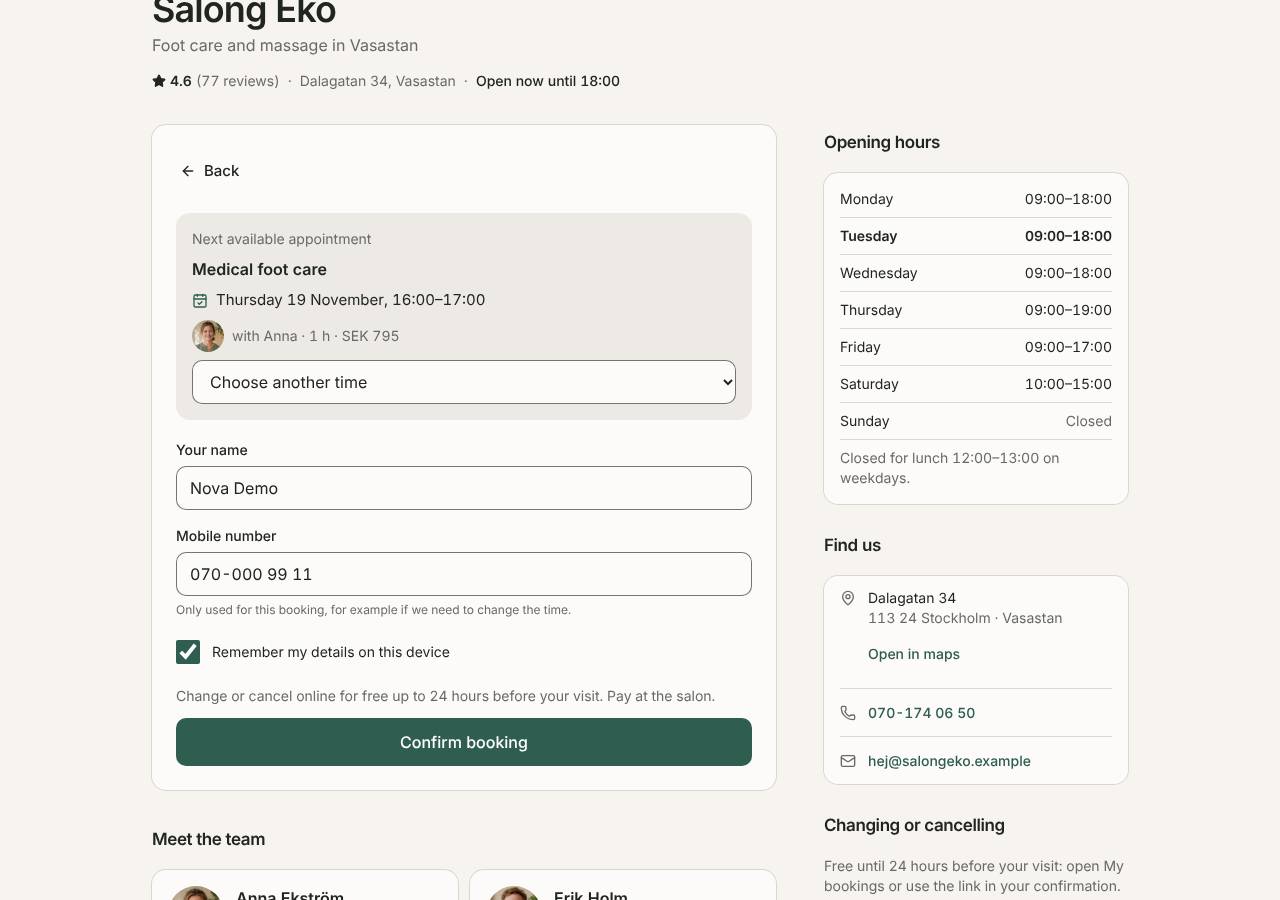 Salong Eko
Foot care and massage in Vasastan
4.6 (77 reviews) · Dalagatan 34, Vasastan · Open now until 18:00
Back
Next available appointment
Medical foot care
Thursday 19 November, 16:00–17:00
with Anna · 1 h · SEK 795
Choose another time
Your name
Nova Demo
Mobile number
070-000 99 11
Only used for this booking, for example if we need to change the time.
Remember my details on this device
Change or cancel online for free up to 24 hours before your visit. Pay at the salon.
Confirm booking
Meet the team
Anna Ekström
Erik Holm
Opening hours
Monday 09:00–18:00
Tuesday 09:00–18:00
Wednesday 09:00–18:00
Thursday 09:00–19:00
Friday 09:00–17:00
Saturday 10:00–15:00
Sunday Closed
Closed for lunch 12:00–13:00 on
weekdays.
Find us
Dalagatan 34
113 24 Stockholm · Vasastan
Open in maps
070-174 06 50
hej@salongeko.example
Changing or cancelling
Free until 24 hours before your visit: open My
bookings or use the link in your confirmation.